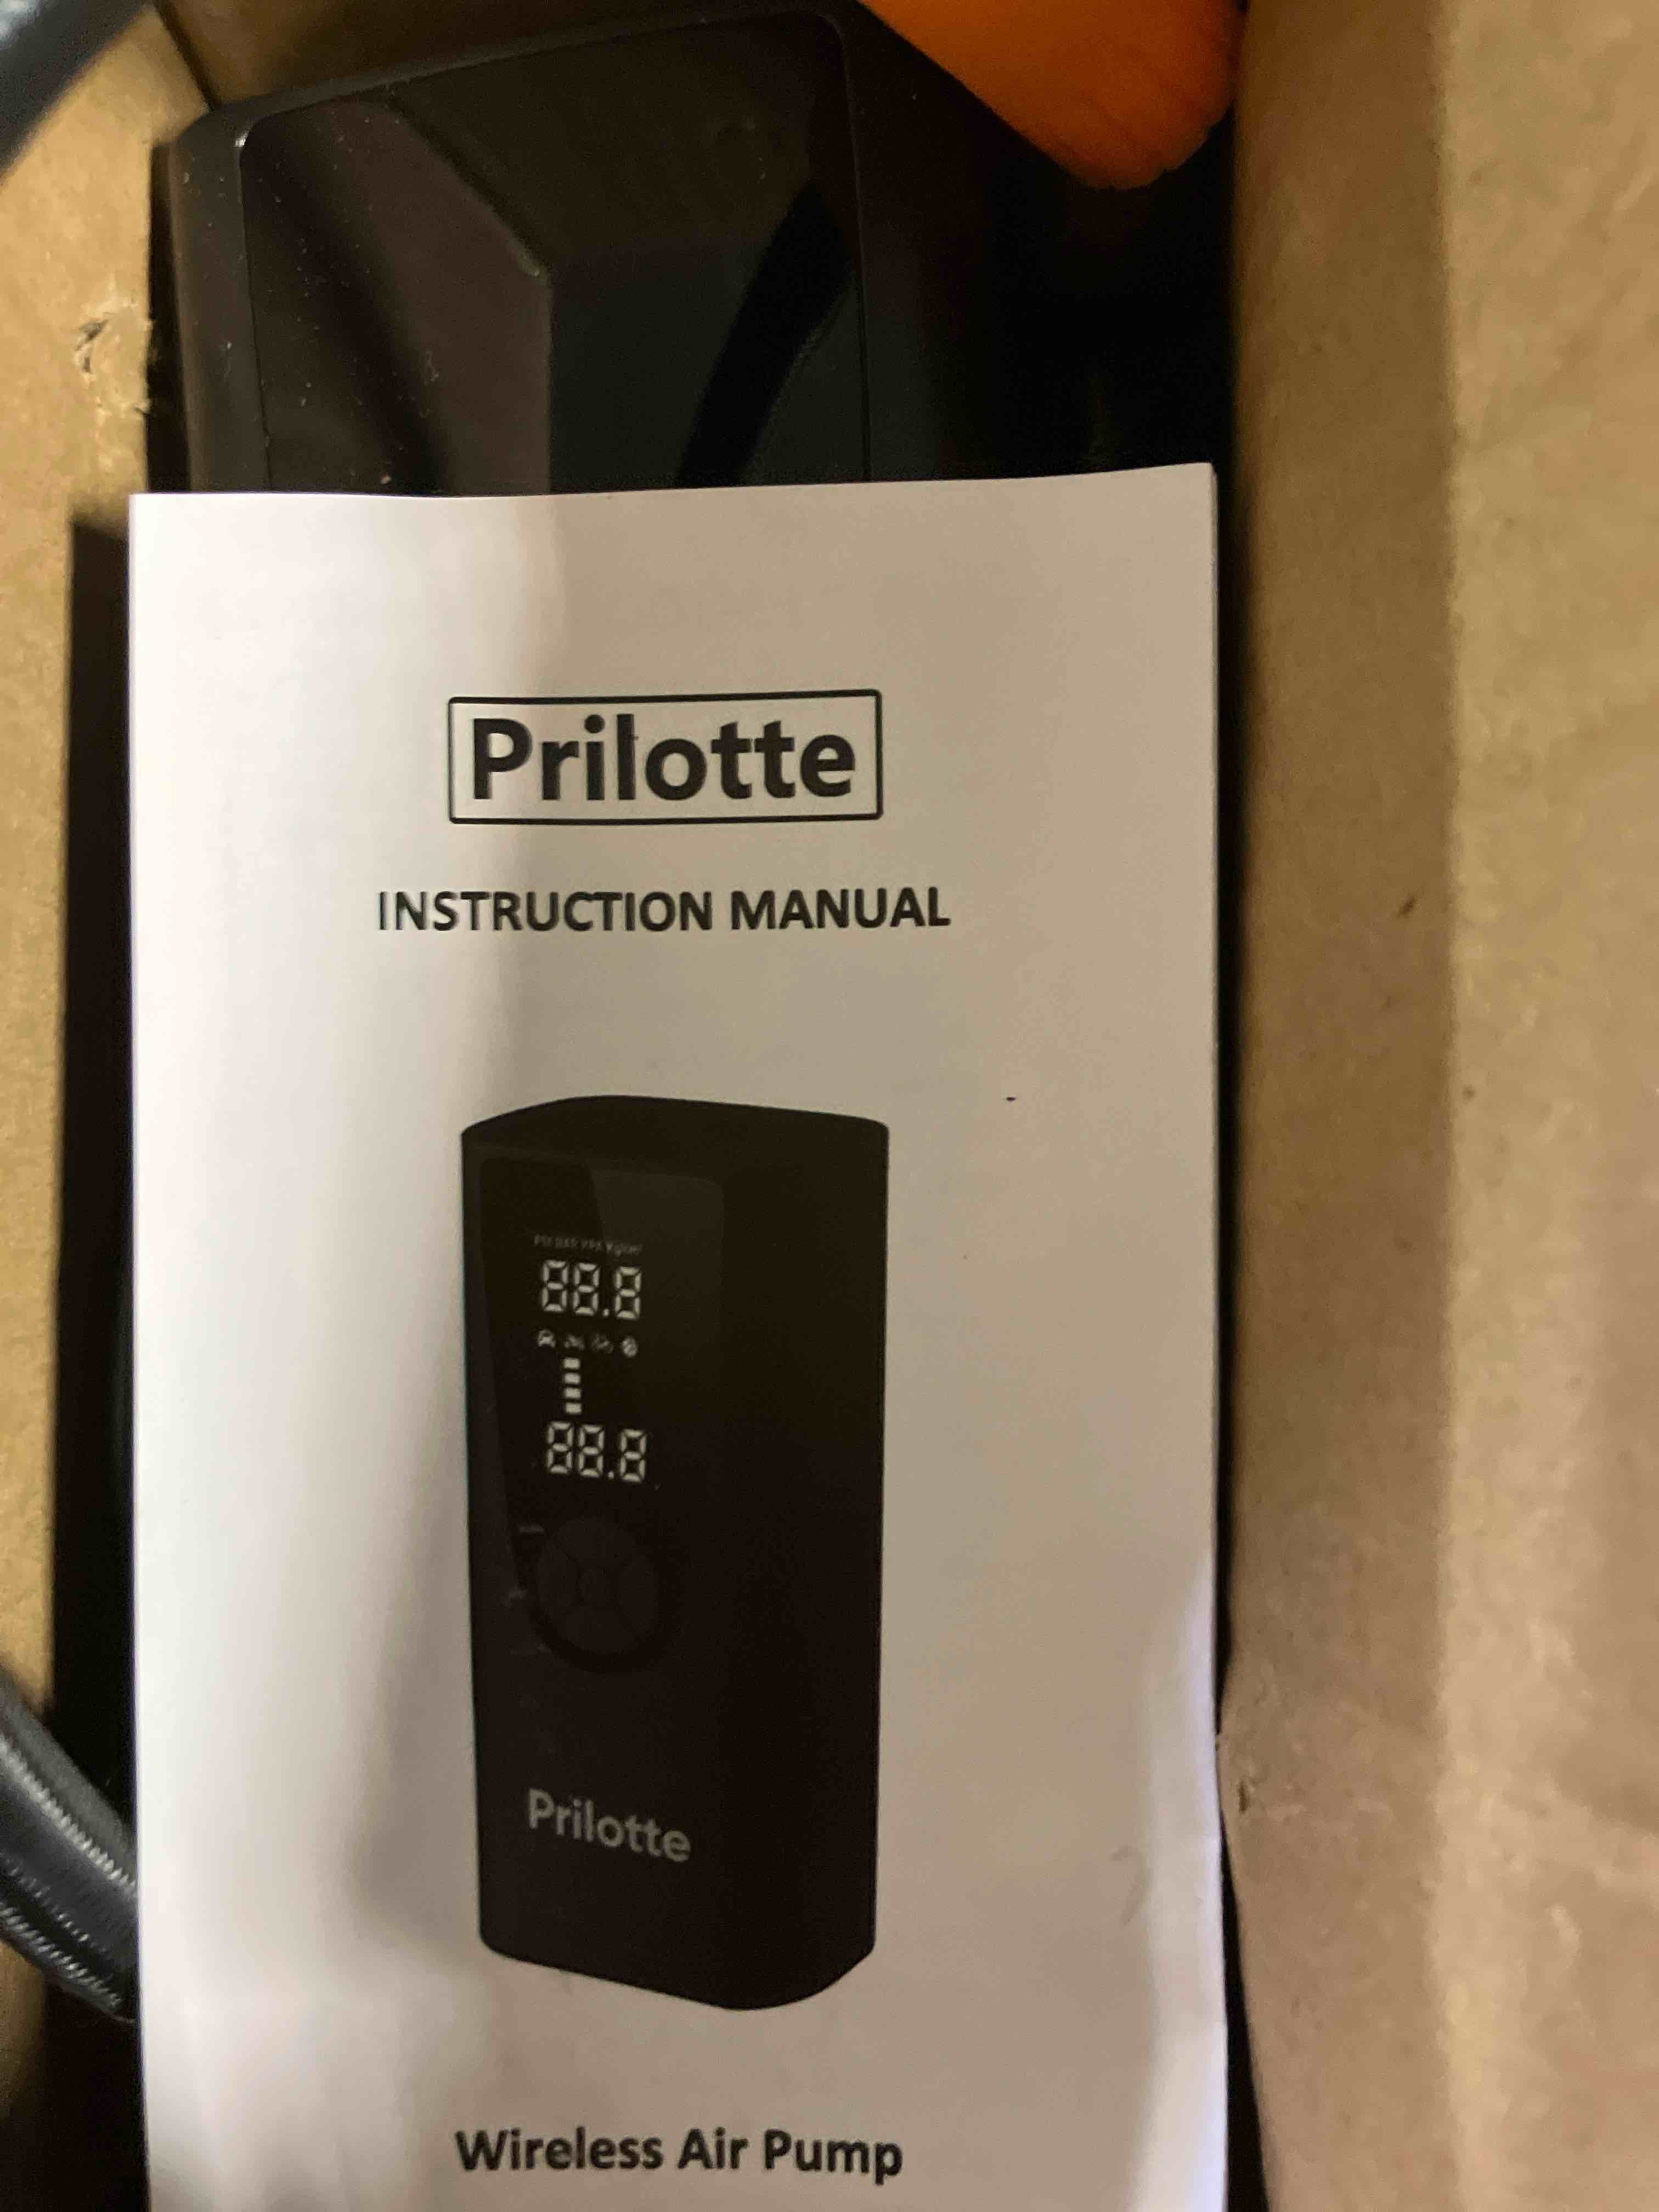 Prilotte
INSTRUCTION MANUAL
88.8
88.8
Prilotte
Wireless Air Pump